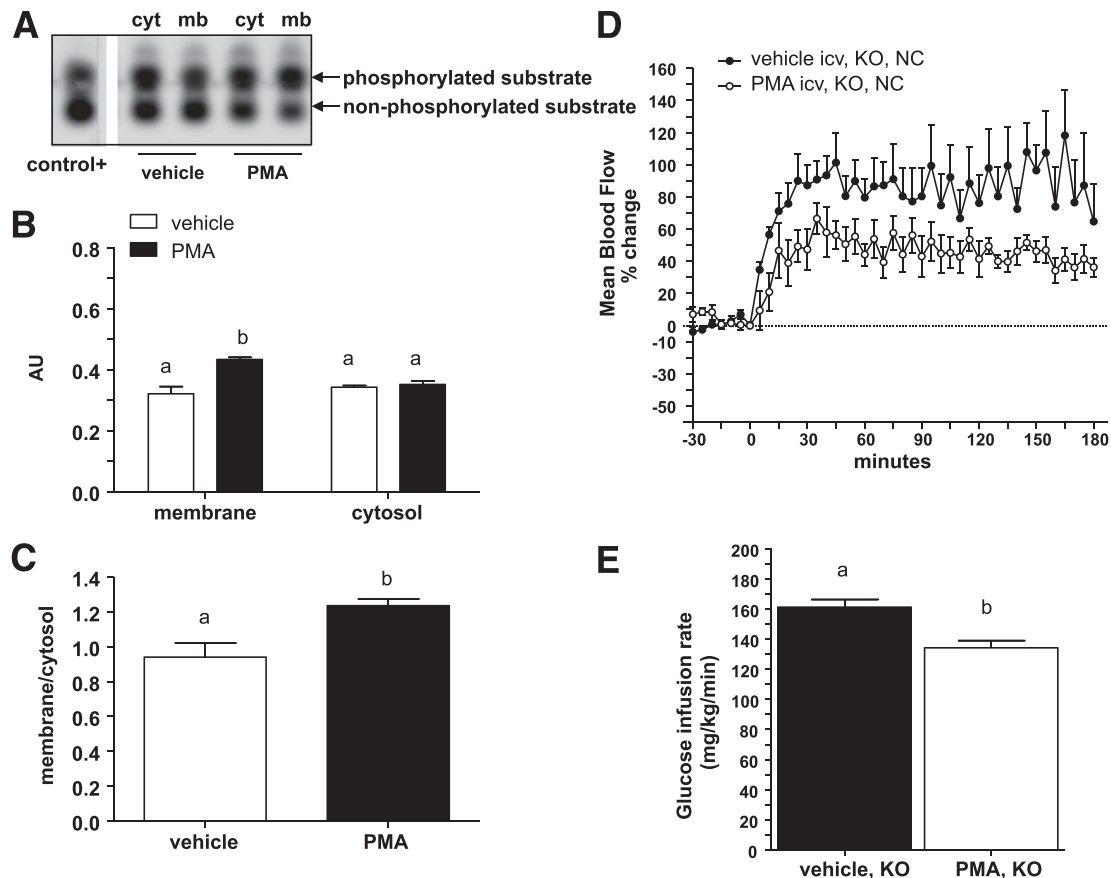 A
cyt mb cyt mb
phosphorylated substrate
non-phosphorylated substrate
control+
vehicle PMA
B
vehicle
PMA
0.8
0.6
0.4
0.2
0.0
AU
a
b
a
a
membrane cytosol
C
1.4
1.2
1.0
0.8
0.6
0.4
0.2
0.0
membrane/cytosol
a
b
vehicle PMA
D
vehicle icv, KO, NC
PMA icv, KO, NC
160
140
120
100
80
60
40
20
0
-10
-30
-50
Mean Blood Flow
% change
-30 0 30 60 90 120 150 180
minutes
E
200
180
160
140
120
100
80
60
40
20
0
Glucose infusion rate
(mg/kg/min)
a
b
vehicle, KO PMA, KO